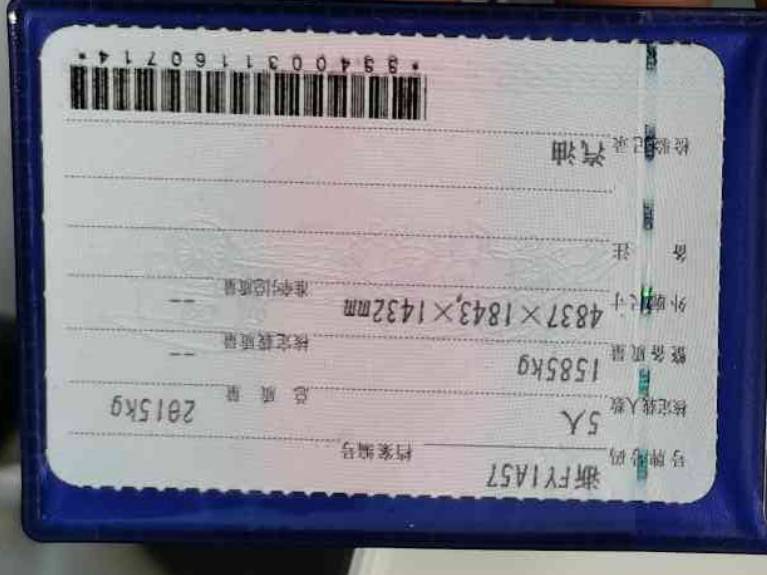 号牌号码 浙FY1A57 档案编号
核定载人数 5人 总质量 2015kg
整备质量 1585kg 核定载质量 --
外廓尺寸 4837×1843×1432mm 准牵引总质量 --
备注
检验记录 汽油
*3340031160714*